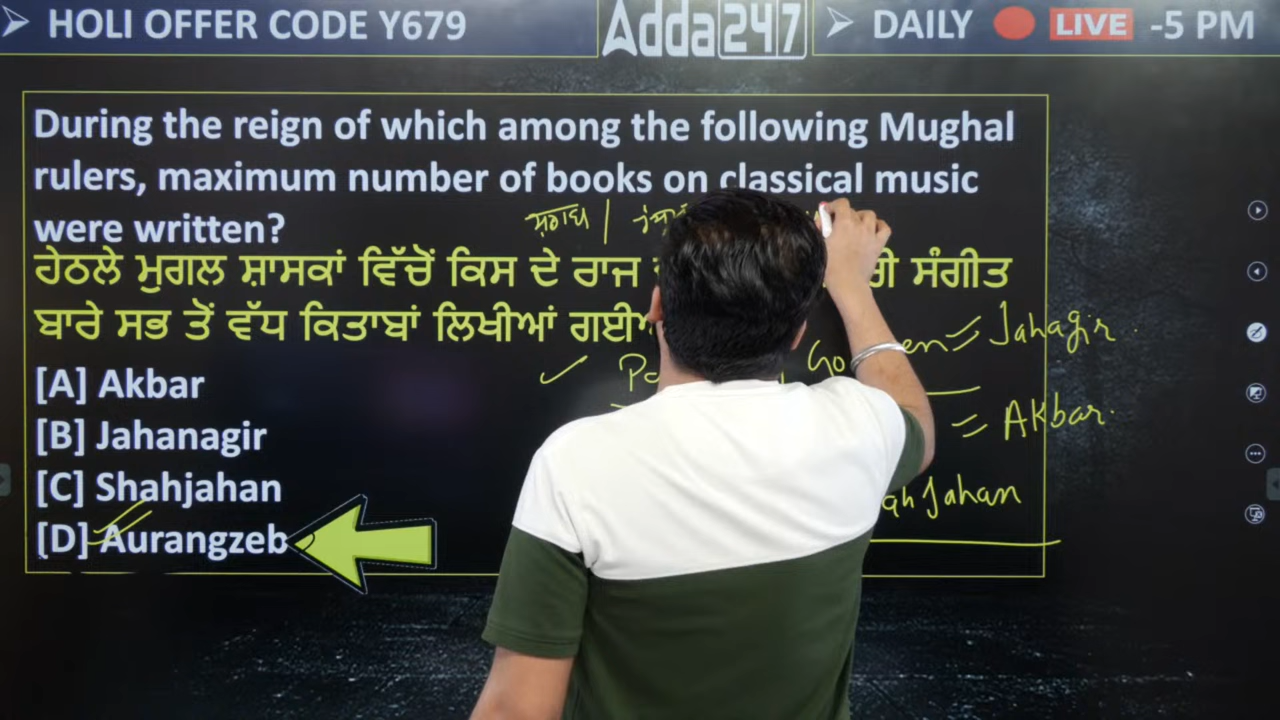 HOLI OFFER CODE Y679
Adda247
DAILY LIVE -5 PM
During the reign of which among the following Mughal
rulers, maximum number of books on classical music
were written?
ਸ਼ਰਾਬ |
ਹੇਠਲੇ ਮੁਗਲ ਸ਼ਾਸਕਾਂ ਵਿੱਚੋਂ ਕਿਸ ਦੇ ਰਾਜ ਸੰਗੀਤ
ਬਾਰੇ ਸਭ ਤੋਂ ਵੱਧ ਕਿਤਾਬਾਂ ਲਿਖੀਆਂ
= Jahagir.
[A] Akbar
= Akbar.
[B] Jahanagir
[C] Shahjahan
Jahan
[D] Aurangzeb